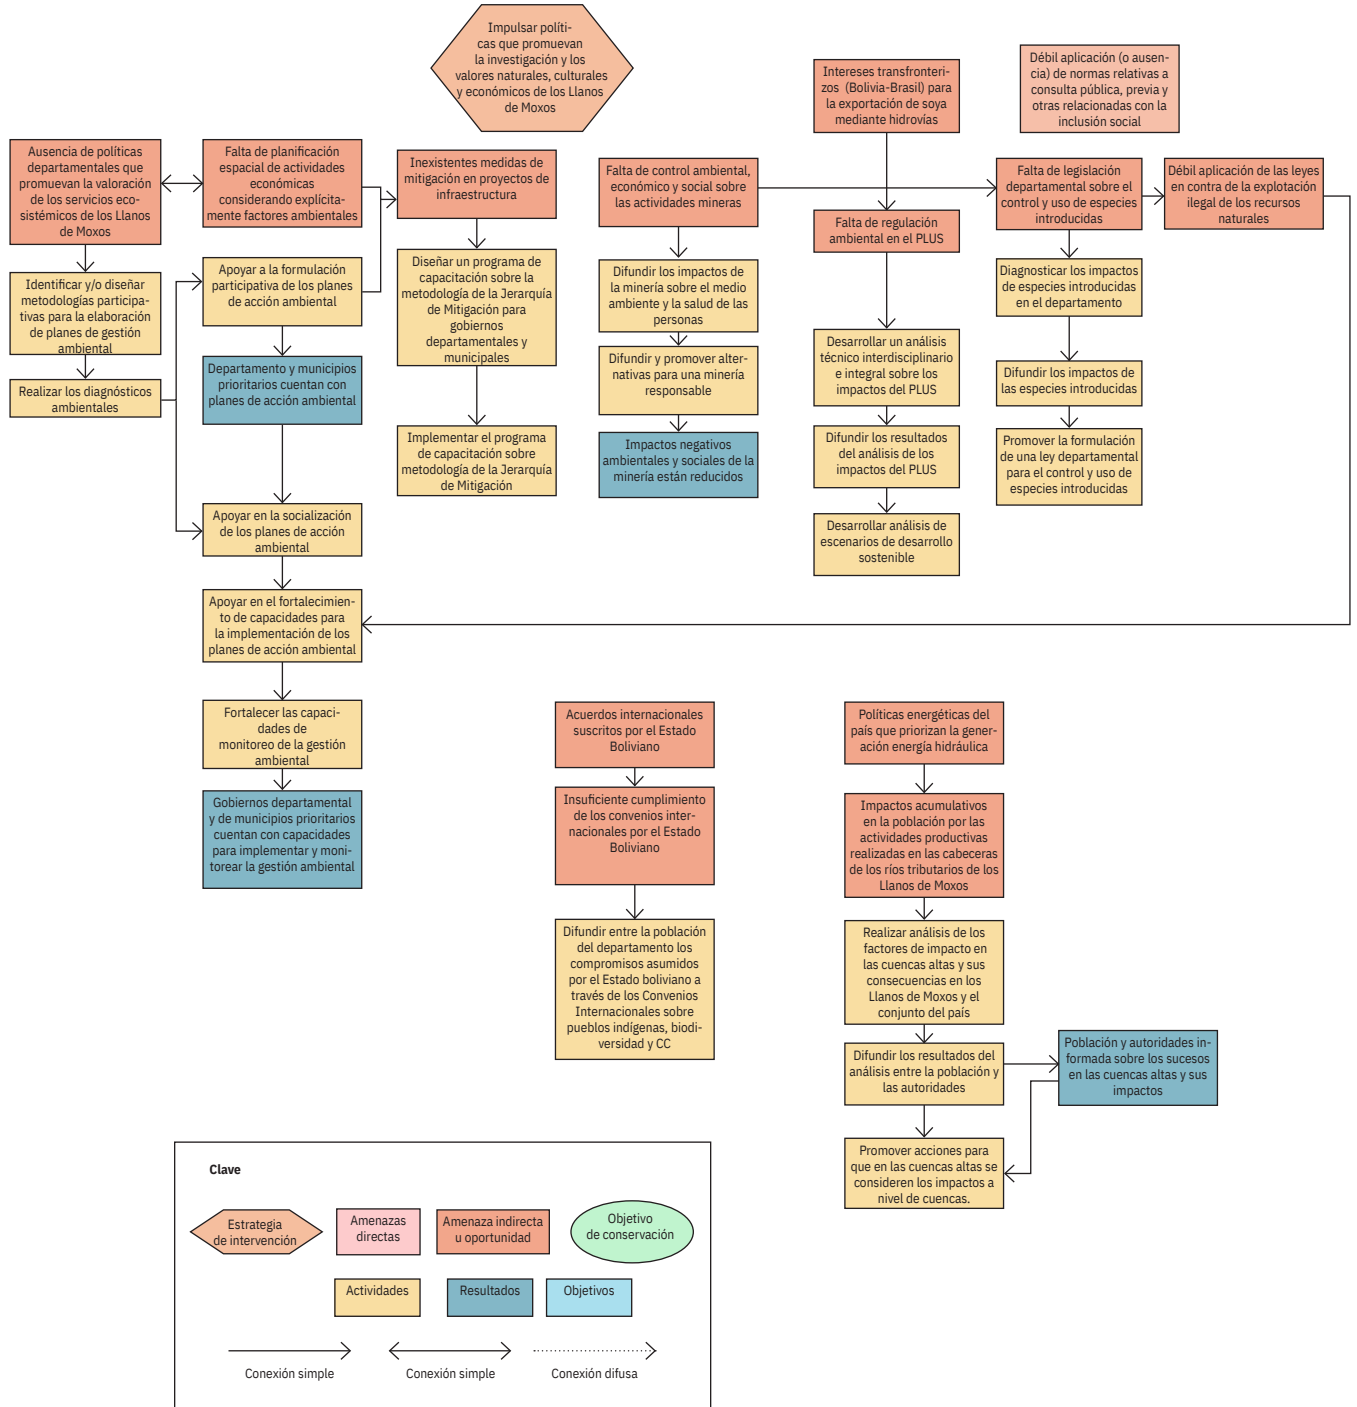 Impulsar políti-
cas que promuevan
la investigación y los
valores naturales, culturales
y económicos de los Llanos
de Moxos
Intereses transfronteri-
zos (Bolivia-Brasil) para
la exportación de soya
mediante hidrovías
Débil aplicación (o ausen-
cia) de normas relativas a
consulta pública, previa y
otras relacionadas con la
inclusión social
Ausencia de políticas
departamentales que
promuevan la valoración
de los servicios eco-
sistémicos de los Llanos
de Moxos
Falta de planificación
espacial de actividades
económicas
considerando explícita-
mente factores ambientales
Inexistentes medidas de
mitigación en proyectos de
infraestructura
Falta de control ambiental,
económico y social sobre
las actividades mineras
Falta de regulación
ambiental en el PLUS
Falta de legislación
departamental sobre el
control y uso de especies
introducidas
Débil aplicación de las leyes
en contra de la explotación
ilegal de los recursos
naturales
Identificar y/o diseñar
metodologías participa-
tivas para la elaboración
de planes de gestión
ambiental
Realizar los diagnósticos
ambientales
Apoyar a la formulación
participativa de los planes
de acción ambiental
Departamento y municipios
prioritarios cuentan con
planes de acción ambiental
Apoyar en la socialización
de los planes de acción
ambiental
Apoyar en el fortalecimien-
to de capacidades para
la implementación de los
planes de acción ambiental
Fortalecer las capaci-
dades de
monitoreo de la gestión
ambiental
Gobiernos departamental
y de municipios prioritarios
cuentan con capacidades
para implementar y moni-
torear la gestión ambiental
Diseñar un programa de
capacitación sobre la
metodología de la Jerarquía
de Mitigación para
gobiernos
departamentales y
municipales
Implementar el programa
de capacitación sobre
metodología de la Jerarquía
de Mitigación
Difundir los impactos de
la minería sobre el medio
ambiente y la salud de las
personas
Difundir y promover alter-
nativas para una minería
responsable
Impactos negativos
ambientales y sociales de la
minería están reducidos
Desarrollar un análisis
técnico interdisciplinario
e integral sobre los
impactos del PLUS
Difundir los resultados
del análisis de los
impactos del PLUS
Desarrollar análisis de
escenarios de desarrollo
sostenible
Diagnosticar los impactos
de especies introducidas
en el departamento
Difundir los impactos de
las especies introducidas
Promover la formulación
de una ley departamental
para el control y uso de
especies introducidas
Acuerdos internacionales
suscritos por el Estado
Boliviano
Insuficiente cumplimiento
de los convenios inter-
nacionales por el Estado
Boliviano
Difundir entre la población
del departamento los
compromisos asumidos
por el Estado boliviano a
través de los Convenios
Internacionales sobre
pueblos indígenas, biodi-
versidad y CC
Políticas energéticas del
país que priorizan la gener-
ación energía hidráulica
Impactos acumulativos
en la población por las
actividades productivas
realizadas en las cabeceras
de los ríos tributarios de los
Llanos de Moxos
Realizar análisis de los
factores de impacto en
las cuencas altas y sus
consecuencias en los
Llanos de Moxos y el
conjunto del país
Difundir los resultados del
análisis entre la población y
las autoridades
Población y autoridades in-
formada sobre los sucesos
en las cuencas altas y sus
impactos
Promover acciones para
que en las cuencas altas se
consideren los impactos a
nivel de cuencas.
Clave
Estrategia
de intervención
Amenazas
directas
Amenaza indirecta
u oportunidad
Objetivo
de conservación
Actividades
Resultados
Objetivos
Conexión simple
Conexión simple
Conexión difusa